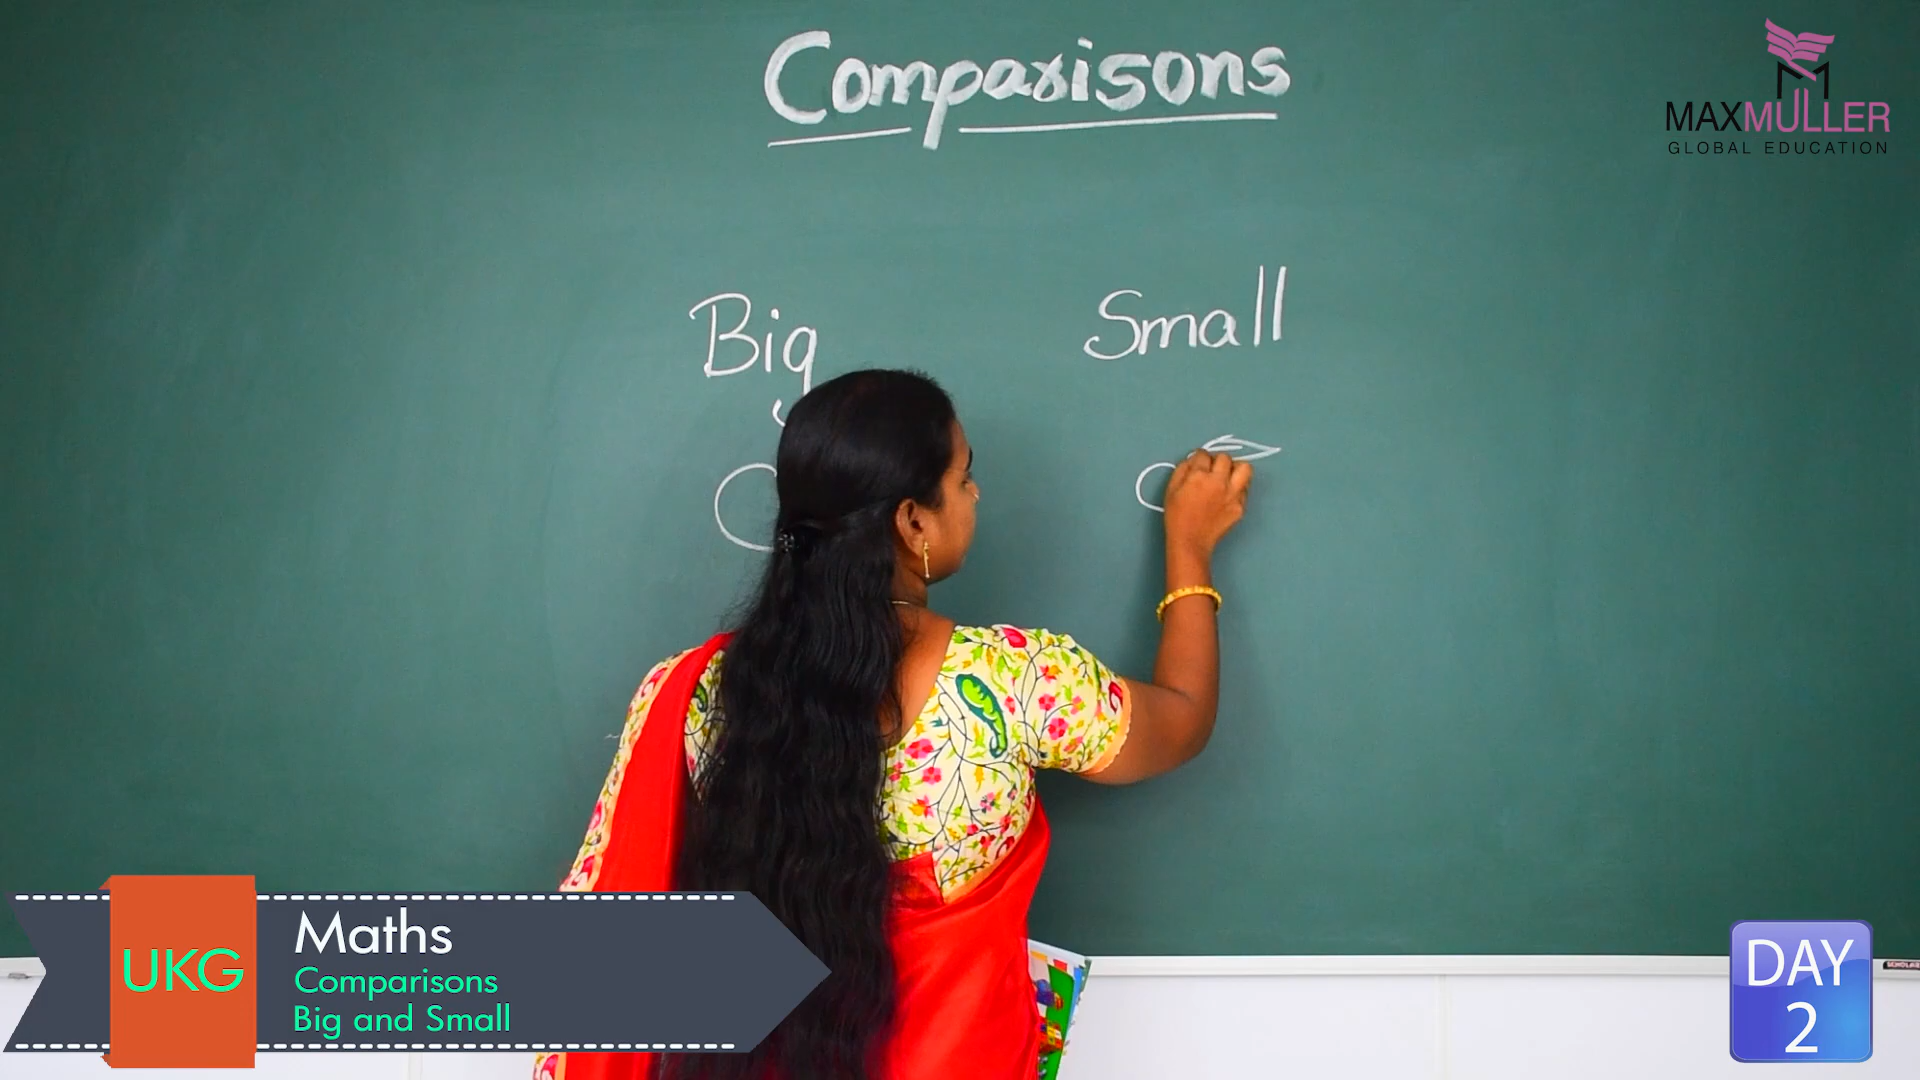 Comparisons
MAXMULLER
GLOBAL EDUCATION
Big
Small
UKG
Maths
Comparisons
Big and Small
DAY
2